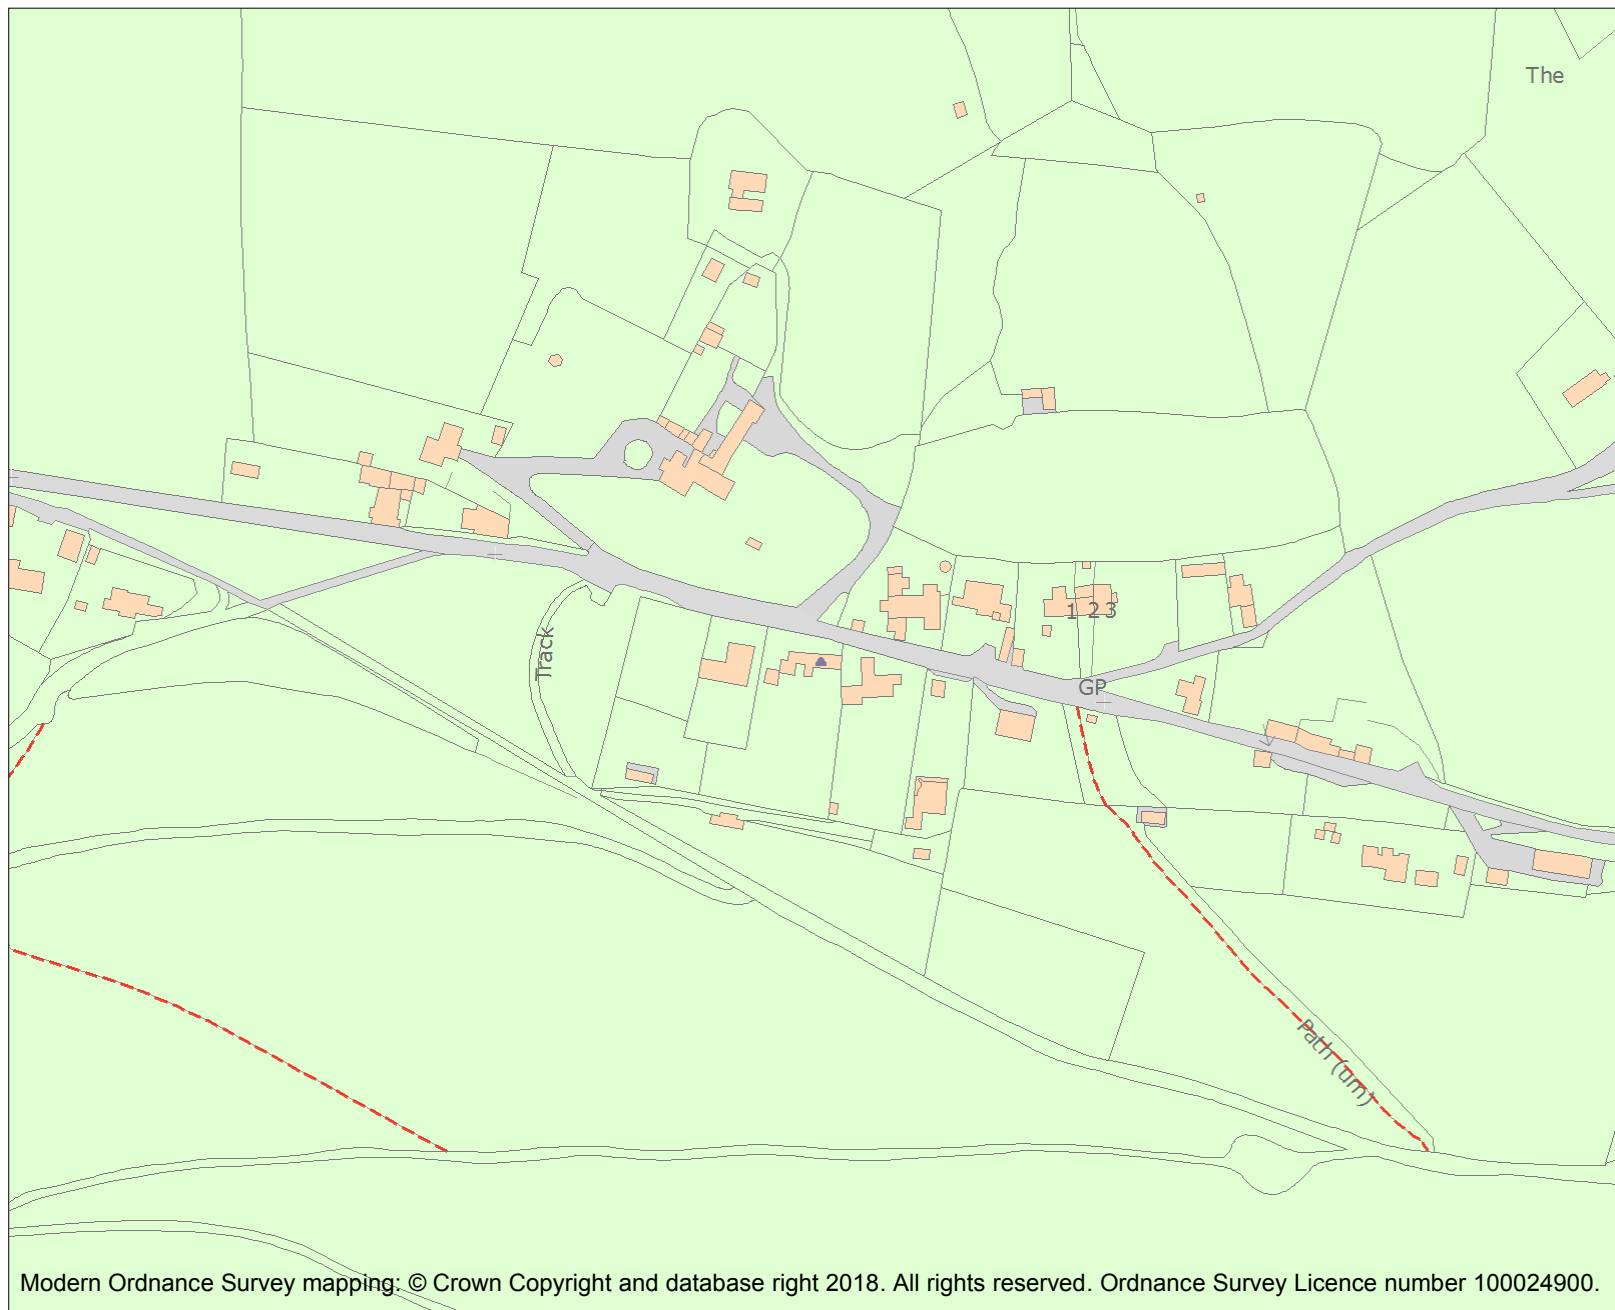 The
1 2 3
Track
GP
Path (um)
Modern Ordnance Survey mapping: © Crown Copyright and database right 2018. All rights reserved. Ordnance Survey Licence number 100024900.